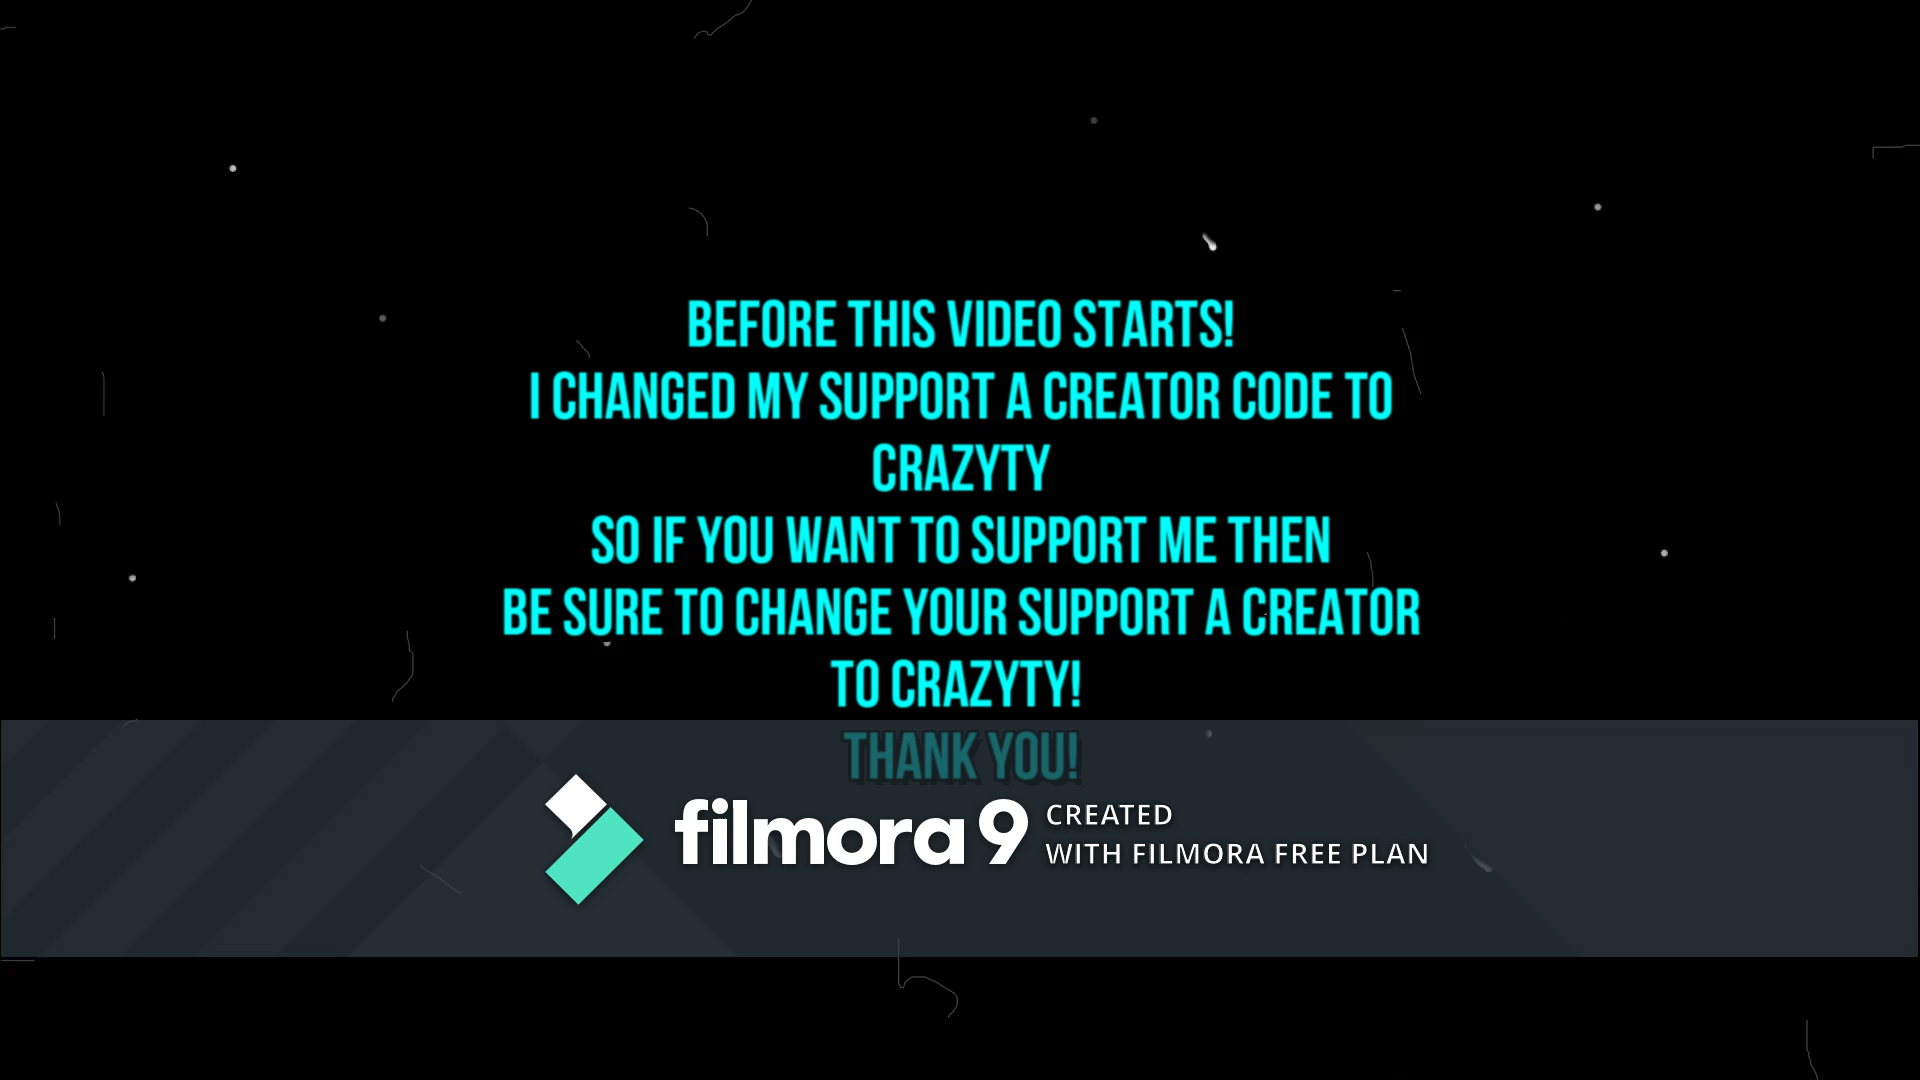 BEFORE THIS VIDEO STARTS!
I CHANGED MY SUPPORT A CREATOR CODE TO
CRAZYTY
SO IF YOU WANT TO SUPPORT ME THEN
BE SURE TO CHANGE YOUR SUPPORT A CREATOR
TO CRAZYTY!
THANK YOU!
filmora 9
CREATED
WITH FILMORA FREE PLAN